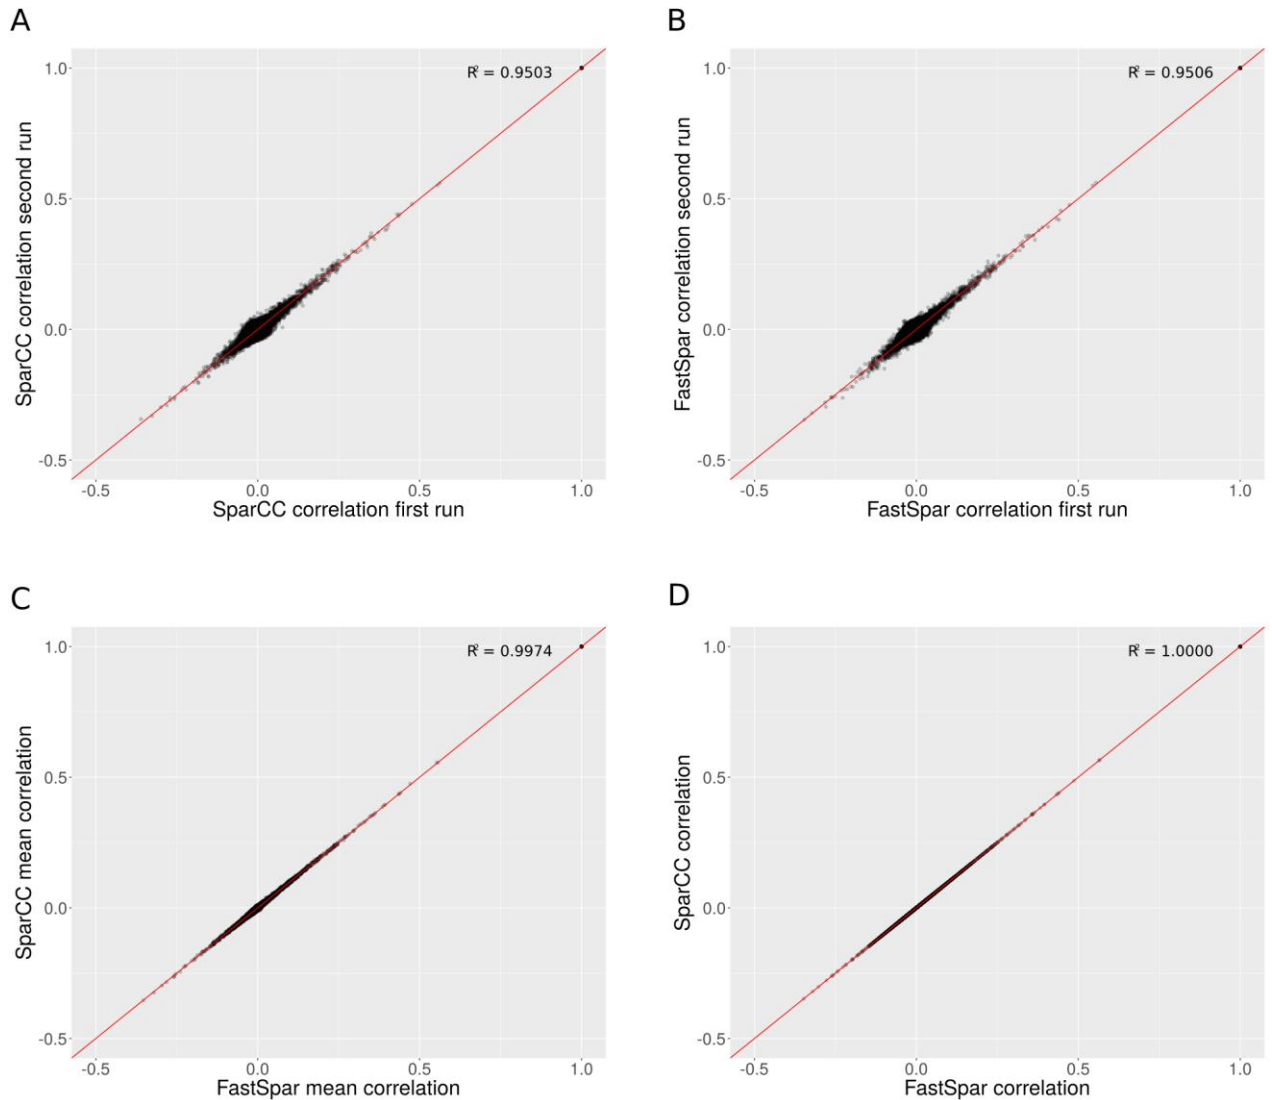 A
R² = 0.9503
SparCC correlation second run
1.0
0.5
0.0
-0.5
-0.5 0.0 0.5 1.0
SparCC correlation first run
B
R² = 0.9506
FastSpar correlation second run
1.0
0.5
0.0
-0.5
-0.5 0.0 0.5 1.0
FastSpar correlation first run
C
R² = 0.9974
SparCC mean correlation
1.0
0.5
0.0
-0.5
-0.5 0.0 0.5 1.0
FastSpar mean correlation
D
R² = 1.0000
SparCC correlation
1.0
0.5
0.0
-0.5
-0.5 0.0 0.5 1.0
FastSpar correlation